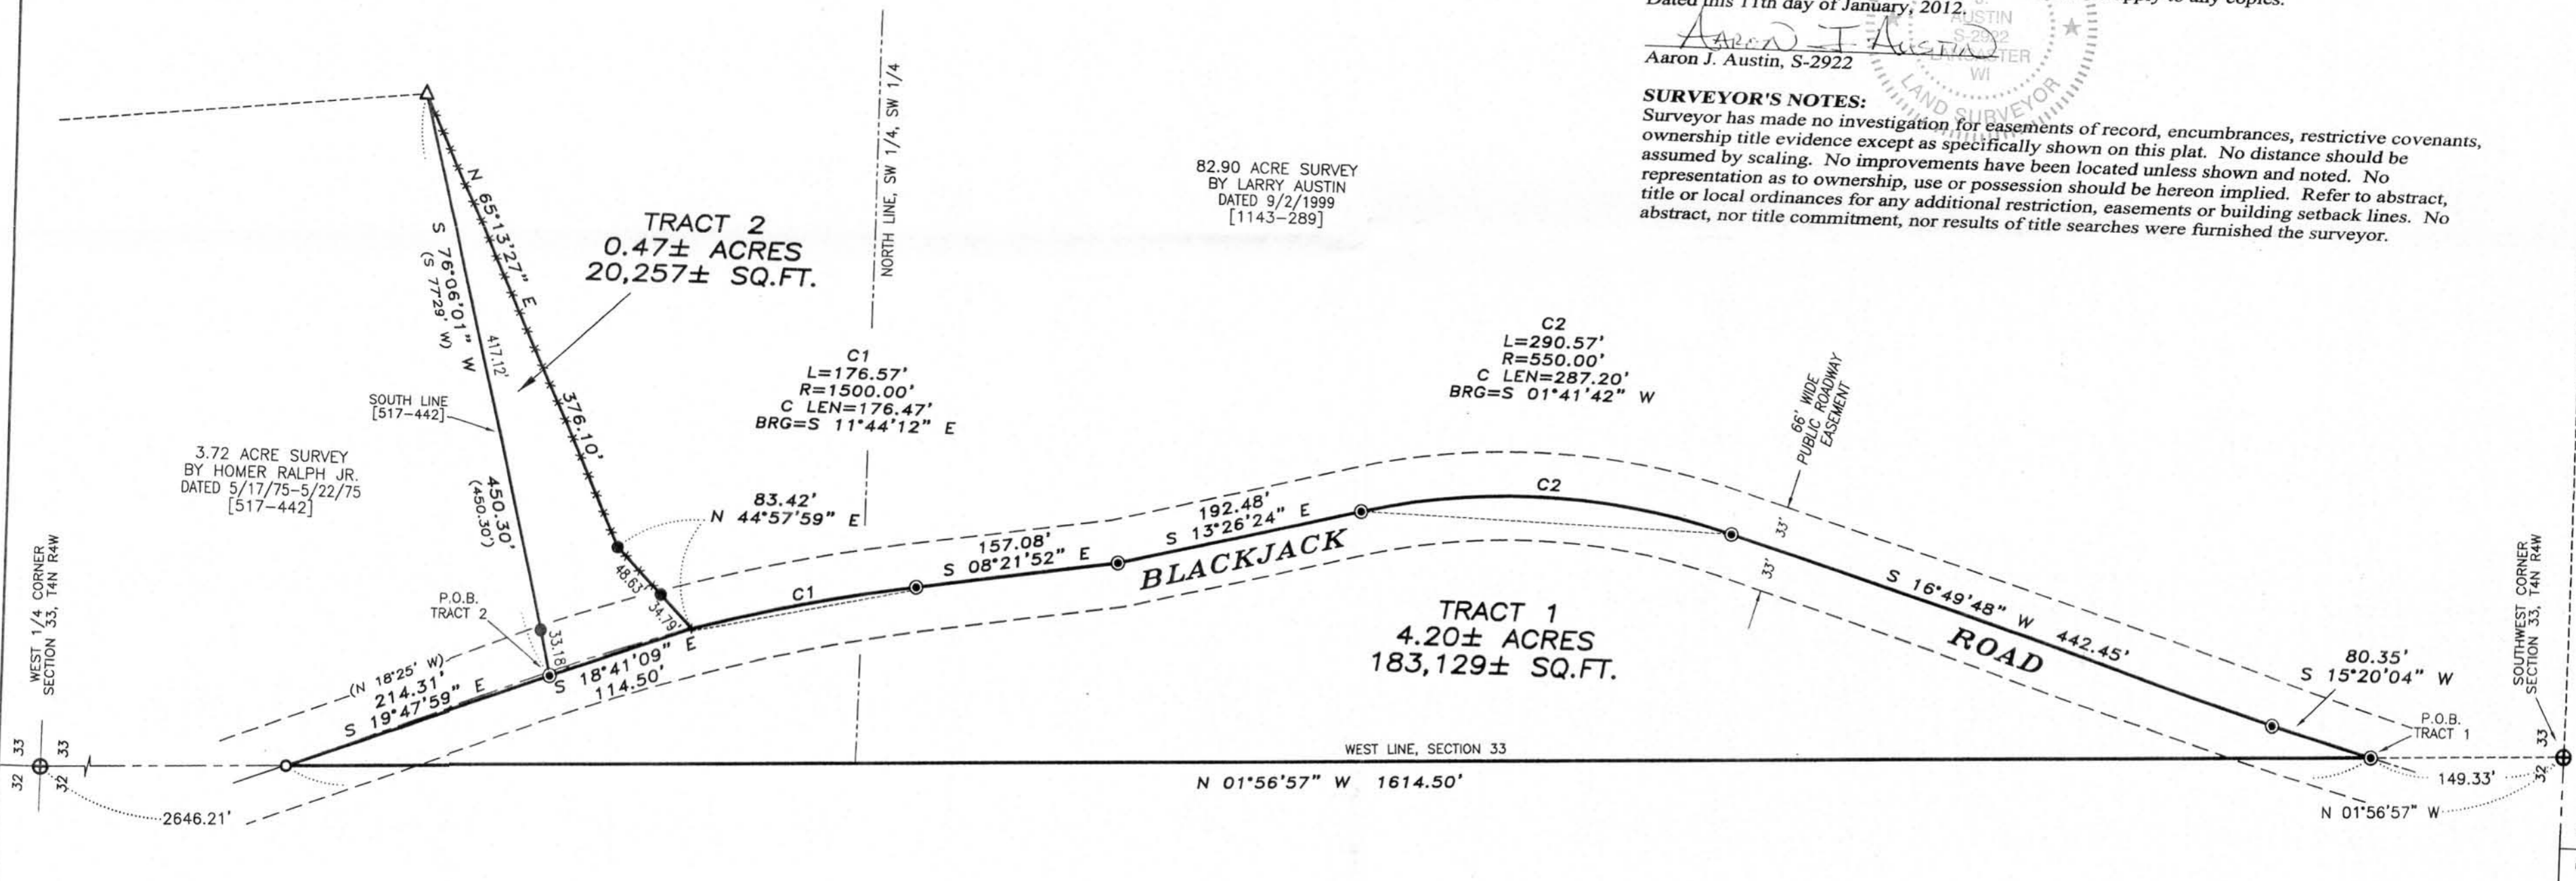 Dated this 11th day of January, 2012.
to any copies.
AUSTIN
S-2922
LANCASTER
WI
LAND SURVEYOR
Aaron J. Austin
Aaron J. Austin, S-2922
SURVEYOR'S NOTES:
Surveyor has made no investigation for easements of record, encumbrances, restrictive covenants,
ownership title evidence except as specifically shown on this plat. No distance should be
assumed by scaling. No improvements have been located unless shown and noted. No
representation as to ownership, use or possession should be hereon implied. Refer to abstract,
title or local ordinances for any additional restriction, easements or building setback lines. No
abstract, nor title commitment, nor results of title searches were furnished the surveyor.
NORTH LINE, SW 1/4, SW 1/4
82.90 ACRE SURVEY
BY LARRY AUSTIN
DATED 9/2/1999
[1143-289]
TRACT 2
0.47± ACRES
20,257± SQ.FT.
N 65°13'27" E
376.10'
S 76°06'01" W
(S 77°29' W)
417.12'
450.30'
(450.30')
SOUTH LINE
[517-442]
3.72 ACRE SURVEY
BY HOMER RALPH JR.
DATED 5/17/75-5/22/75
[517-442]
C1
L=176.57'
R=1500.00'
C LEN=176.47'
BRG=S 11°44'12" E
C2
L=290.57'
R=550.00'
C LEN=287.20'
BRG=S 01°41'42" W
66' WIDE
PUBLIC ROADWAY
EASEMENT
83.42'
N 44°57'59" E
48.63'
34.79'
33.18'
P.O.B.
TRACT 2
WEST 1/4 CORNER
SECTION 33, T4N R4W
(N 18°25' W)
214.31'
S 19°47'59" E
S 18°41'09" E
114.50'
C1
157.08'
S 08°21'52" E
192.48'
S 13°26'24" E
C2
BLACKJACK
ROAD
33'
33'
TRACT 1
4.20± ACRES
183,129± SQ.FT.
S 16°49'48" W 442.45'
80.35'
S 15°20'04" W
P.O.B.
TRACT 1
SOUTHWEST CORNER
SECTION 33, T4N R4W
33
33
32
32
33
32
WEST LINE, SECTION 33
N 01°56'57" W 1614.50'
2646.21'
149.33'
N 01°56'57" W